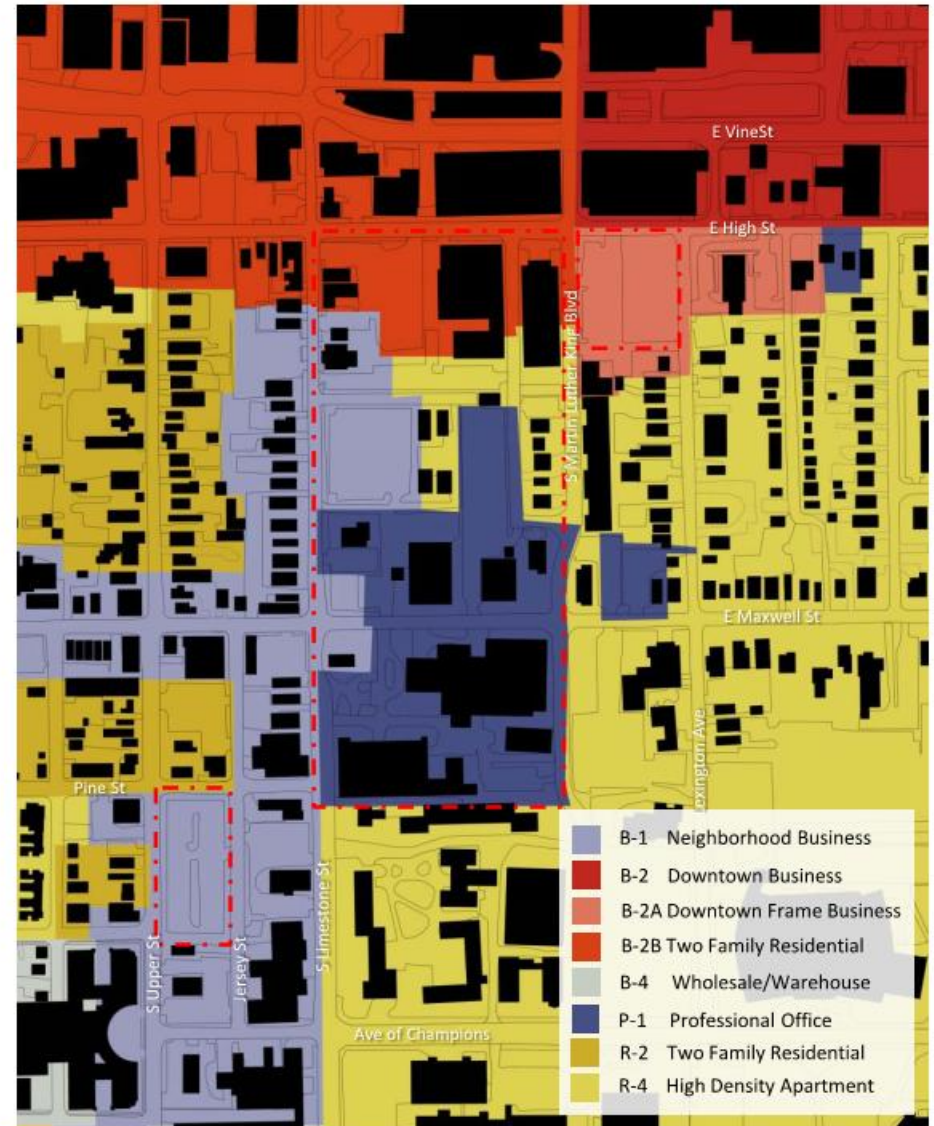 E VineSt
E High St
S Martin Luther King Blvd
E Maxwell St
Lexington Ave
Pine St
S Upper St
Jersey St
S Limestone St
Ave of Champions
B-1 Neighborhood Business
B-2 Downtown Business
B-2A Downtown Frame Business
B-2B Two Family Residential
B-4 Wholesale/Warehouse
P-1 Professional Office
R-2 Two Family Residential
R-4 High Density Apartment